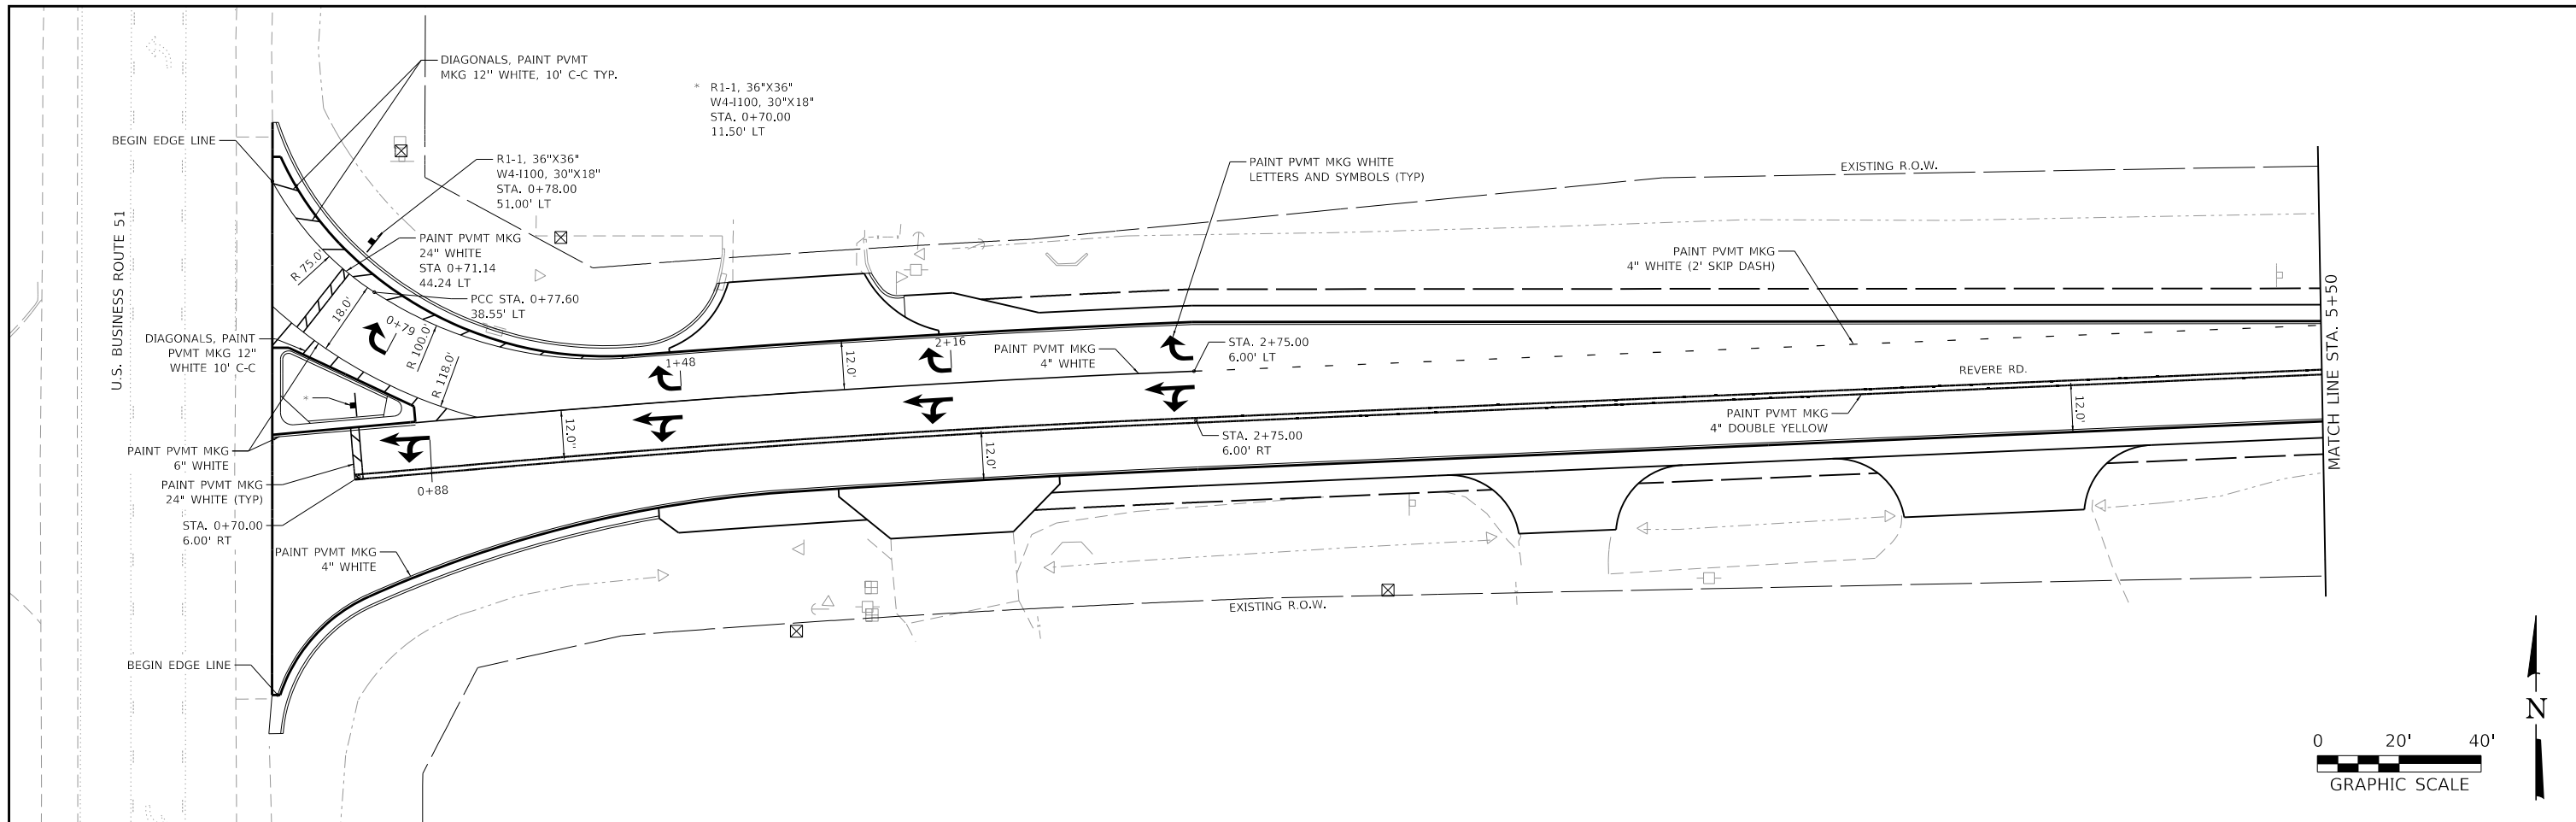 DIAGONALS, PAINT PVMT
MKG 12" WHITE, 10' C-C TYP.
* R1-1, 36"X36"
W4-I100, 30"X18"
STA. 0+70.00
11.50' LT
BEGIN EDGE LINE
R1-1, 36"X36"
W4-I100, 30"X18"
STA. 0+78.00
51.00' LT
PAINT PVMT MKG WHITE
LETTERS AND SYMBOLS (TYP)
EXISTING R.O.W.
U.S. BUSINESS ROUTE 51
PAINT PVMT MKG
24" WHITE
STA 0+71.14
44.24 LT
R 75.0'
PCC STA. 0+77.60
38.55' LT
PAINT PVMT MKG
4" WHITE (2' SKIP DASH)
MATCH LINE STA. 5+50
18.0'
0+79
R 100.0'
R 118.0'
DIAGONALS, PAINT
PVMT MKG 12"
WHITE 10' C-C
1+48
12.0'
2+16
PAINT PVMT MKG
4" WHITE
STA. 2+75.00
6.00' LT
REVERE RD.
*
12.0'
12.0'
STA. 2+75.00
6.00' RT
PAINT PVMT MKG
4" DOUBLE YELLOW
12.0'
PAINT PVMT MKG
6" WHITE
PAINT PVMT MKG
24" WHITE (TYP)
0+88
STA. 0+70.00
6.00' RT
PAINT PVMT MKG
4" WHITE
EXISTING R.O.W.
BEGIN EDGE LINE
N
0 20' 40'
GRAPHIC SCALE